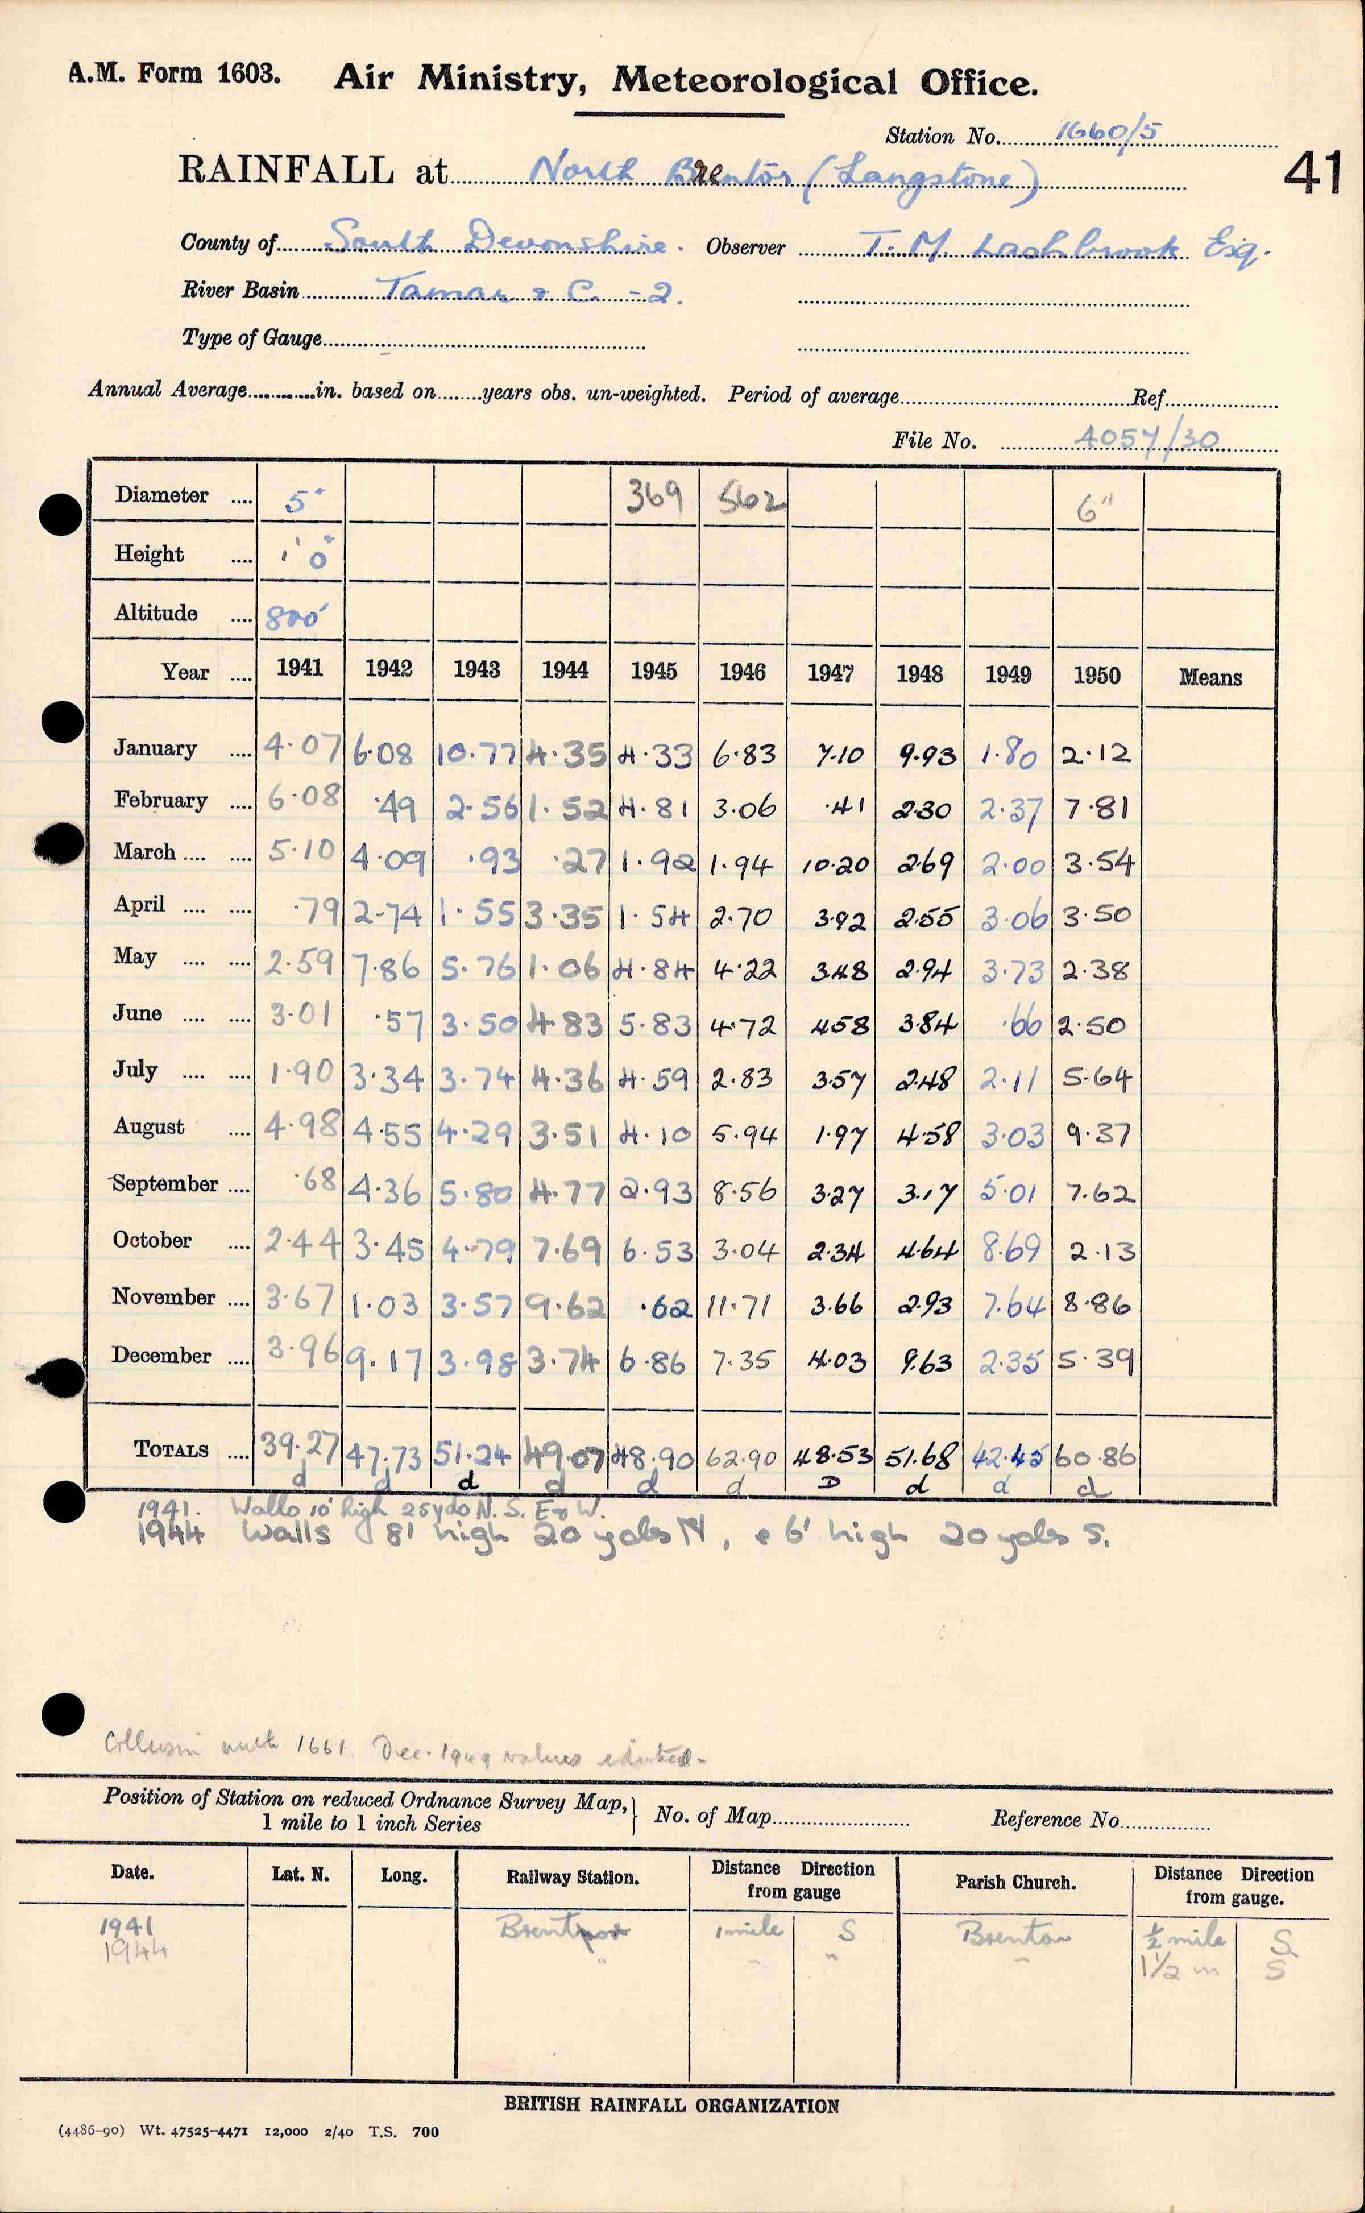 A.M. Form 1603. Air Ministry, Meteorological Office.
Station No. 1660/5
41
RAINFALL at North Brentor (Langstone)
County of South Devonshire. Observer T. M. Lashbrook Esq.
River Basin Tamar & C. -2.
Type of Gauge
Annual Average in. based on years obs. un-weighted. Period of average Ref.
File No. 4057/30
Diameter 5" 369 562 6"
Height 1' 0"
Altitude 800'
Year 1941 1942 1943 1944 1945 1946 1947 1948 1949 1950 Means
January 4.07 6.08 10.77 4.35 4.33 6.83 7.10 9.93 1.80 2.12
February 6.08 .49 2.56 1.52 4.81 3.06 .41 2.30 2.37 7.81
March 5.10 4.09 .93 .27 1.92 1.94 10.20 2.69 2.00 3.54
April .79 2.74 1.55 3.35 1.54 2.70 3.92 2.55 3.06 3.50
May 2.59 7.86 5.76 1.06 4.84 4.22 3.48 2.94 3.73 2.38
June 3.01 .57 3.50 4.83 5.83 4.72 4.58 3.84 .66 2.50
July 1.90 3.34 3.74 4.36 4.59 2.83 3.57 2.48 2.11 5.64
August 4.98 4.55 4.29 3.51 4.10 5.94 1.97 4.58 3.03 9.37
September .68 4.36 5.80 4.77 2.93 8.56 3.27 3.17 5.01 7.62
October 2.44 3.45 4.79 7.69 6.53 3.04 2.34 4.64 8.69 2.13
November 3.67 1.03 3.57 9.62 .62 11.71 3.66 2.93 7.64 8.86
December 3.96 9.17 3.98 3.74 6.86 7.35 4.03 9.63 2.35 5.39
TOTALS 39.27 47.73 51.24 49.07 48.90 62.90 48.53 51.68 42.45 60.86
d d d d d d D d d d
1941. Walls 10' high 25 yds N. S. E & W.
1944 Walls 8' high 20 yds N, & 6' high 20 yds S.
with 1661. Dec. 1949 values
Position of Station on reduced Ordnance Survey Map, 1 mile to 1 inch Series } No. of Map Reference No.
Date. Lat. N. Long. Railway Station. Distance Direction from gauge Parish Church. Distance Direction from gauge.
1941 1 mile S Brentor ½ mile S.
1944 " " " " 1½ m S
BRITISH RAINFALL ORGANIZATION
(4486-90) Wt. 47525-4471 12,000 2/40 T.S. 700